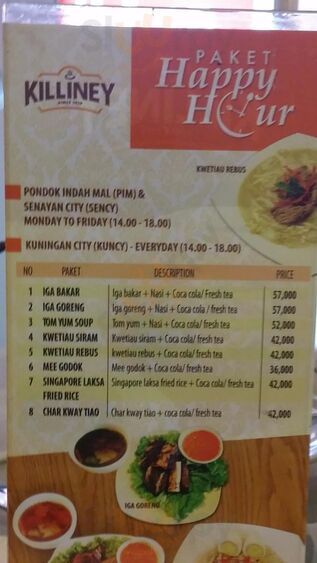 KILLINEY
SINCE 1919
PAKET
Happy
Hour
KWETIAU REBUS
PONDOK INDAH MAL (PIM) &
SENAYAN CITY (SENCY)
MONDAY TO FRIDAY (14.00 - 18.00)
KUNINGAN CITY (KUNCY) - EVERYDAY (14.00 - 18.00)
NO PAKET DESCRIPTION PRICE
1 IGA BAKAR Iga bakar + Nasi + Coca cola/ Fresh tea 57,000
2 IGA GORENG Iga goreng + Nasi + Coca cola/ fresh tea 57,000
3 TOM YUM SOUP Tom yum + Nasi + Coca cola/ fresh tea 52,000
4 KWETIAU SIRAM Kwetiau siram + Coca cola/ fresh tea 42,000
5 KWETIAU REBUS kwetiau rebus + Coca cola/ fresh tea 42,000
6 MEE GODOK Mee godok + Coca cola/ fresh tea 36,000
7 SINGAPORE LAKSA Singapore laksa fried rice + Coca cola/ fresh tea 42,000
FRIED RICE
8 CHAR KWAY TIAO Char kway tiao + coca cola/ fresh tea 42,000
IGA GORENG